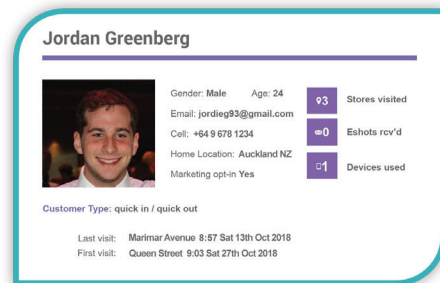 Jordan Greenberg
Gender: Male Age: 24
Email: jordieg93@gmail.com
Cell: +64 9 678 1234
Home Location: Auckland NZ
Marketing opt-in Yes
3 Stores visited
0 Eshots rcv'd
1 Devices used
Customer Type: quick in / quick out
Last visit: Marimar Avenue 8:57 Sat 13th Oct 2018
First visit: Queen Street 9:03 Sat 27th Oct 2018